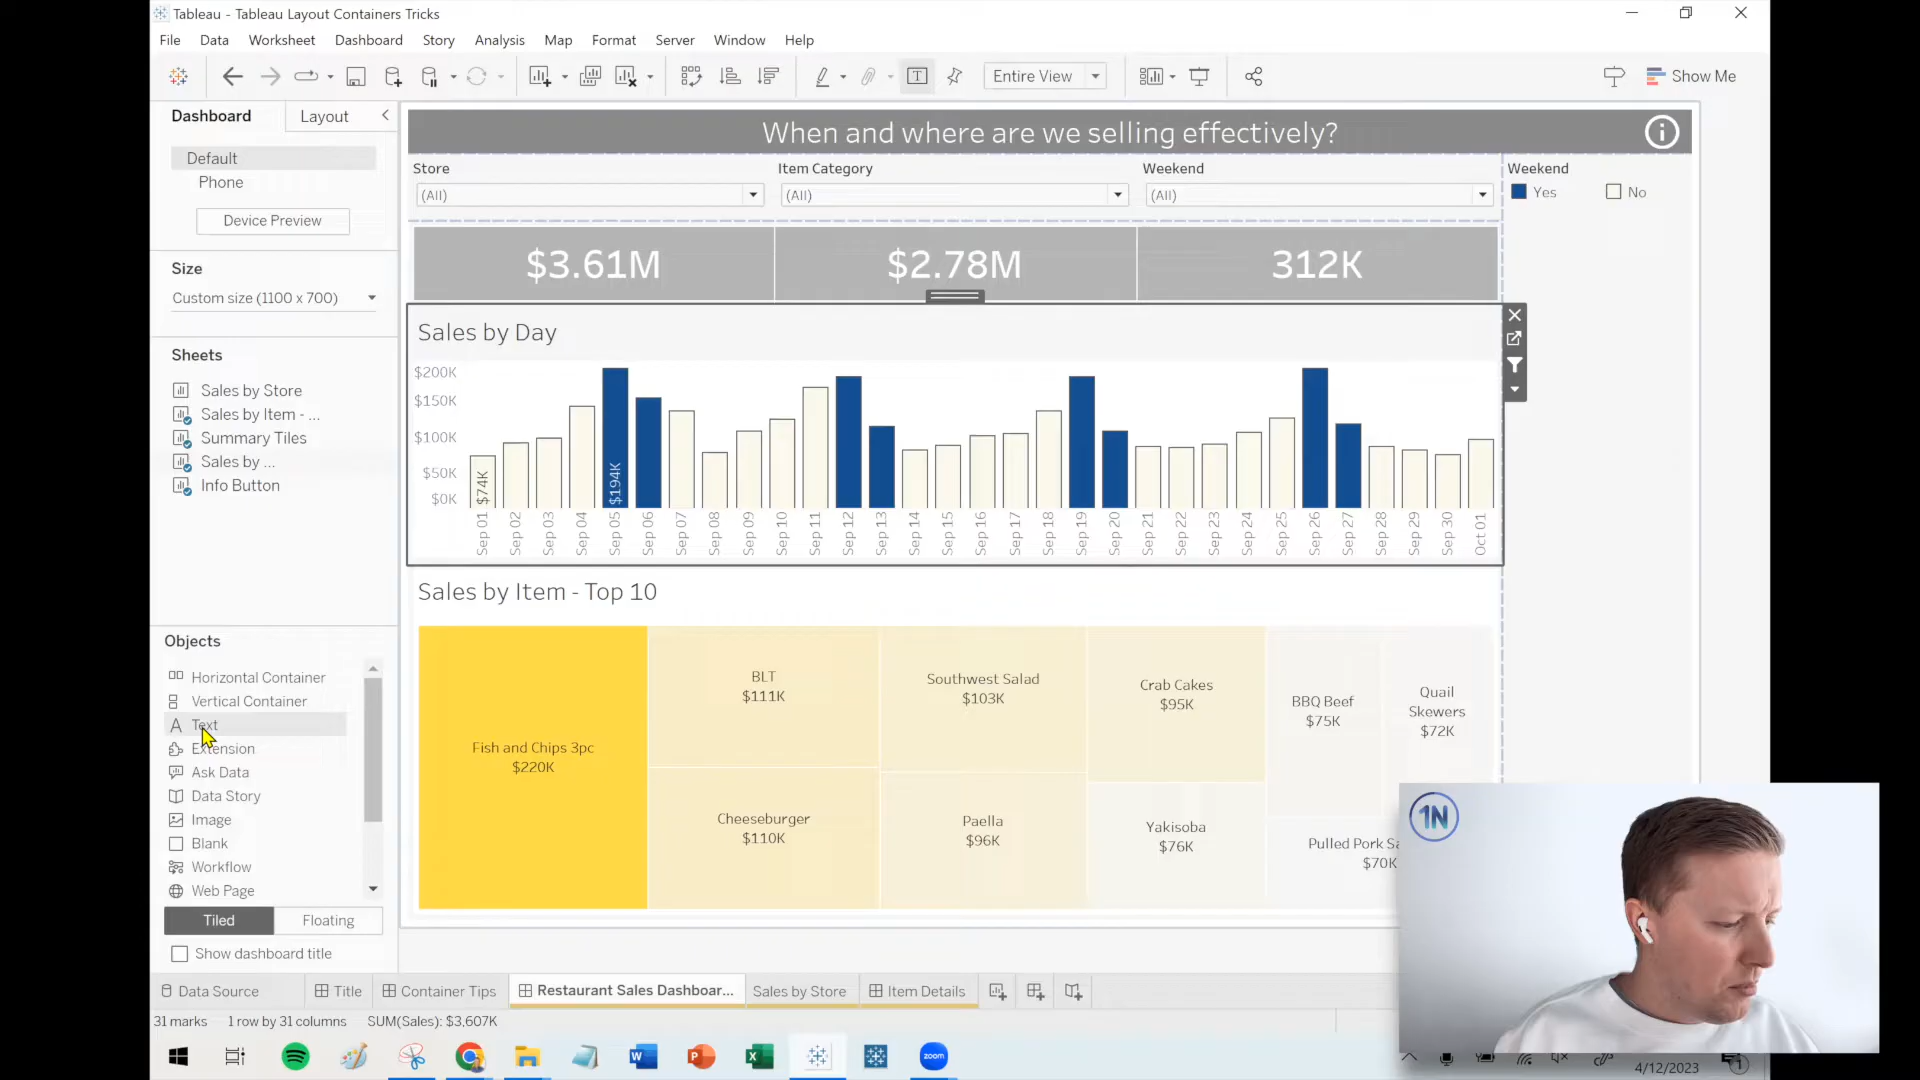 Tableau - Tableau Layout Containers Tricks
File Data Worksheet Dashboard Story Analysis Map Format Server Window Help
Entire View
Show Me
Dashboard
Layout
Default
Phone
Device Preview
Size
Custom size (1100 x 700)
Sheets
Sales by Store
Sales by Item - ...
Summary Tiles
Sales by ...
Info Button
Objects
Horizontal Container
Vertical Container
Text
Extension
Ask Data
Data Story
Image
Blank
Workflow
Web Page
Tiled
Floating
Show dashboard title
When and where are we selling effectively?
Store
(All)
Item Category
(All)
Weekend
(All)
Weekend
Yes
No
$3.61M
$2.78M
312K
Sales by Day
$200K
$150K
$100K
$50K
$0K
$74K
$194K
Sep 01
Sep 02
Sep 03
Sep 04
Sep 05
Sep 06
Sep 07
Sep 08
Sep 09
Sep 10
Sep 11
Sep 12
Sep 13
Sep 14
Sep 15
Sep 16
Sep 17
Sep 18
Sep 19
Sep 20
Sep 21
Sep 22
Sep 23
Sep 24
Sep 25
Sep 26
Sep 27
Sep 28
Sep 29
Sep 30
Oct 01
Sales by Item - Top 10
Fish and Chips 3pc
$220K
BLT
$111K
Cheeseburger
$110K
Southwest Salad
$103K
Paella
$96K
Crab Cakes
$95K
Yakisoba
$76K
BBQ Beef
$75K
Quail
Skewers
$72K
Pulled Pork Sa
$70K
1N
Data Source
Title
Container Tips
Restaurant Sales Dashboar...
Sales by Store
Item Details
31 marks 1 row by 31 columns SUM(Sales): $3,607K
zoom
4/12/2023